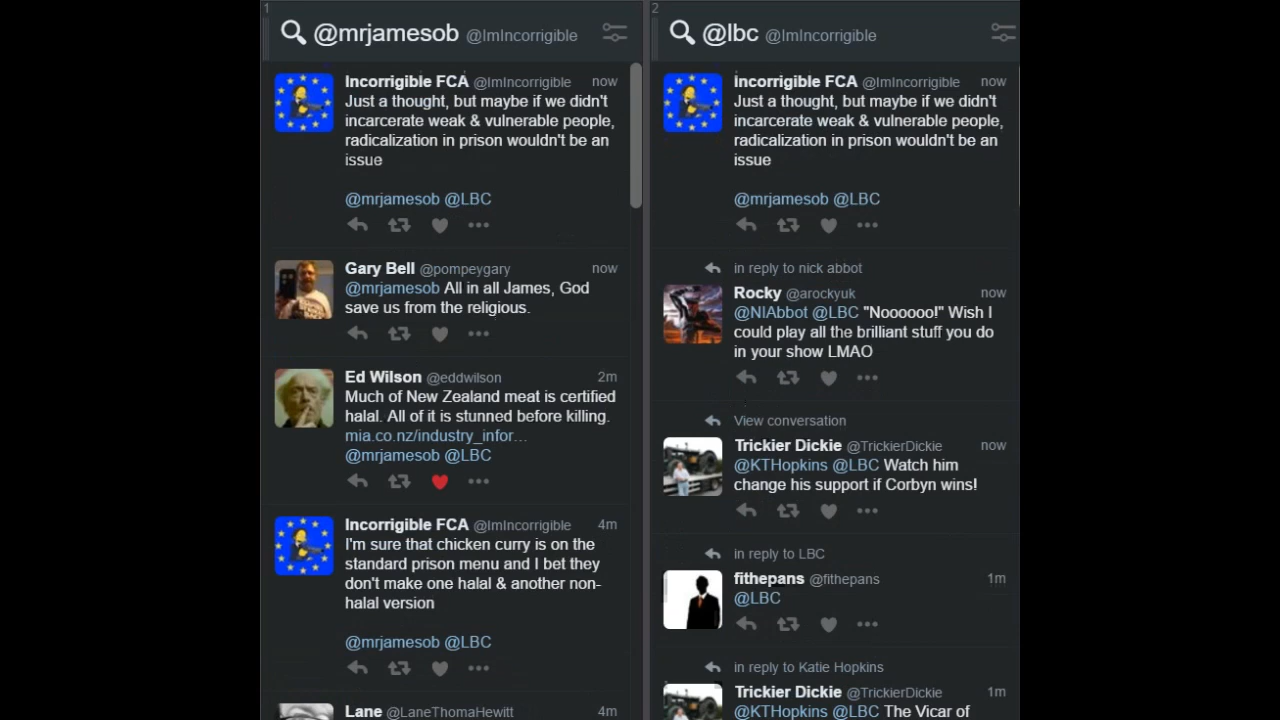 1
@mrjamesob @ImIncorrigible
Incorrigible FCA @ImIncorrigible now
Just a thought, but maybe if we didn't
incarcerate weak & vulnerable people,
radicalization in prison wouldn't be an
issue
@mrjamesob @LBC
Gary Bell @pompeygary now
@mrjamesob All in all James, God
save us from the religious.
Ed Wilson @eddwilson 2m
Much of New Zealand meat is certified
halal. All of it is stunned before killing.
mia.co.nz/industry_infor…
@mrjamesob @LBC
Incorrigible FCA @ImIncorrigible 4m
I'm sure that chicken curry is on the
standard prison menu and I bet they
don't make one halal & another non-
halal version
@mrjamesob @LBC
Lane @LaneThomaHewitt 4m
2
@lbc @ImIncorrigible
Incorrigible FCA @ImIncorrigible now
Just a thought, but maybe if we didn't
incarcerate weak & vulnerable people,
radicalization in prison wouldn't be an
issue
@mrjamesob @LBC
in reply to nick abbot
Rocky @arockyuk now
@NIAbbot @LBC "Noooooo!" Wish I
could play all the brilliant stuff you do
in your show LMAO
View conversation
Trickier Dickie @TrickierDickie now
@KTHopkins @LBC Watch him
change his support if Corbyn wins!
in reply to LBC
fithepans @fithepans 1m
@LBC
in reply to Katie Hopkins
Trickier Dickie @TrickierDickie 1m
@KTHopkins @LBC The Vicar of